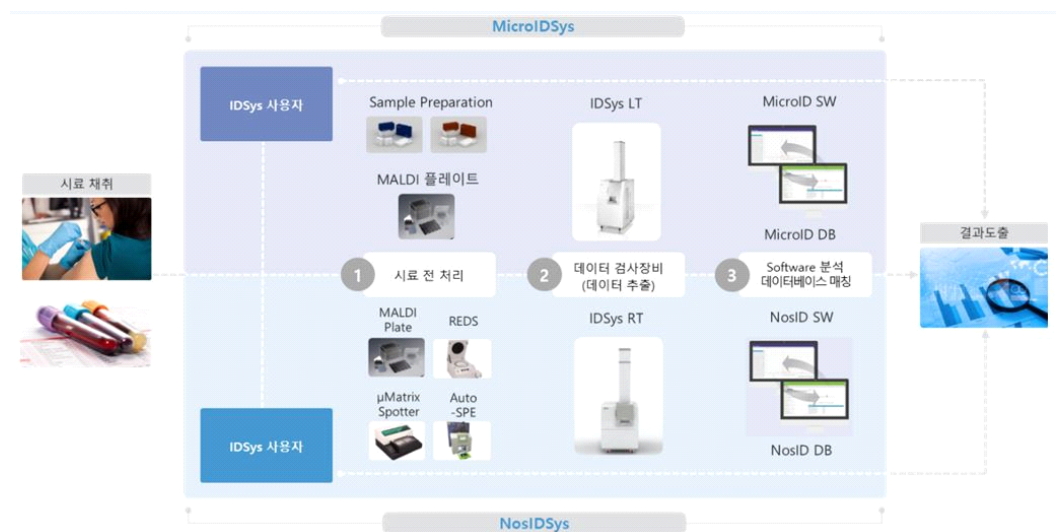 MicroIDSys
IDSys 사용자
Sample Preparation
IDSys LT
MicroID SW
MALDI 플레이트
시료 채취
MicroID DB
결과도출
1
시료 전 처리
2
데이터 검사장비
(데이터 추출)
3
Software 분석
데이터베이스 매칭
MALDI
Plate
REDS
IDSys RT
NosID SW
μMatrix
Spotter
Auto
-SPE
IDSys 사용자
NosID DB
NosIDSys